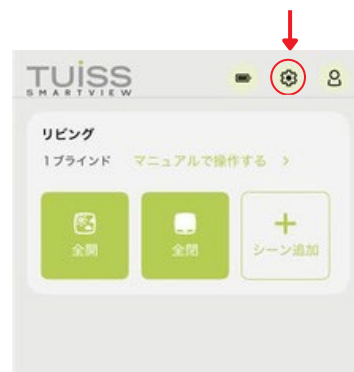 TUiSS
SMARTVIEW
リビング
1ブラインド マニュアルで操作する >
全開 全閉 シーン追加